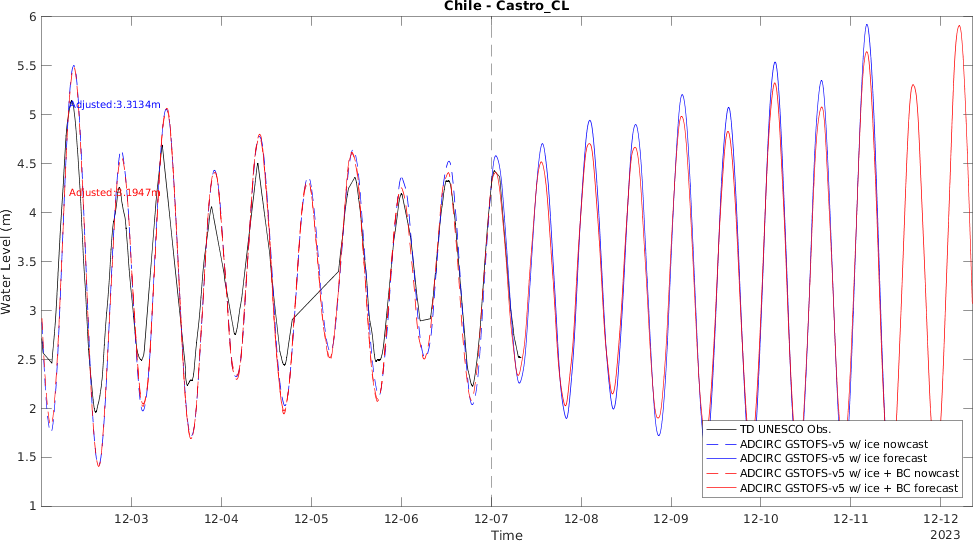 Chile - Castro_CL
Water Level (m)
6
5.5
5
4.5
4
3.5
3
2.5
2
1.5
1
Adjusted:3.3134m
Adjusted:3.1947m
TD UNESCO Obs.
ADCIRC GSTOFS-v5 w/ ice nowcast
ADCIRC GSTOFS-v5 w/ ice forecast
ADCIRC GSTOFS-v5 w/ ice + BC nowcast
ADCIRC GSTOFS-v5 w/ ice + BC forecast
12-03 12-04 12-05 12-06 12-07 12-08 12-09 12-10 12-11 12-12
2023
Time